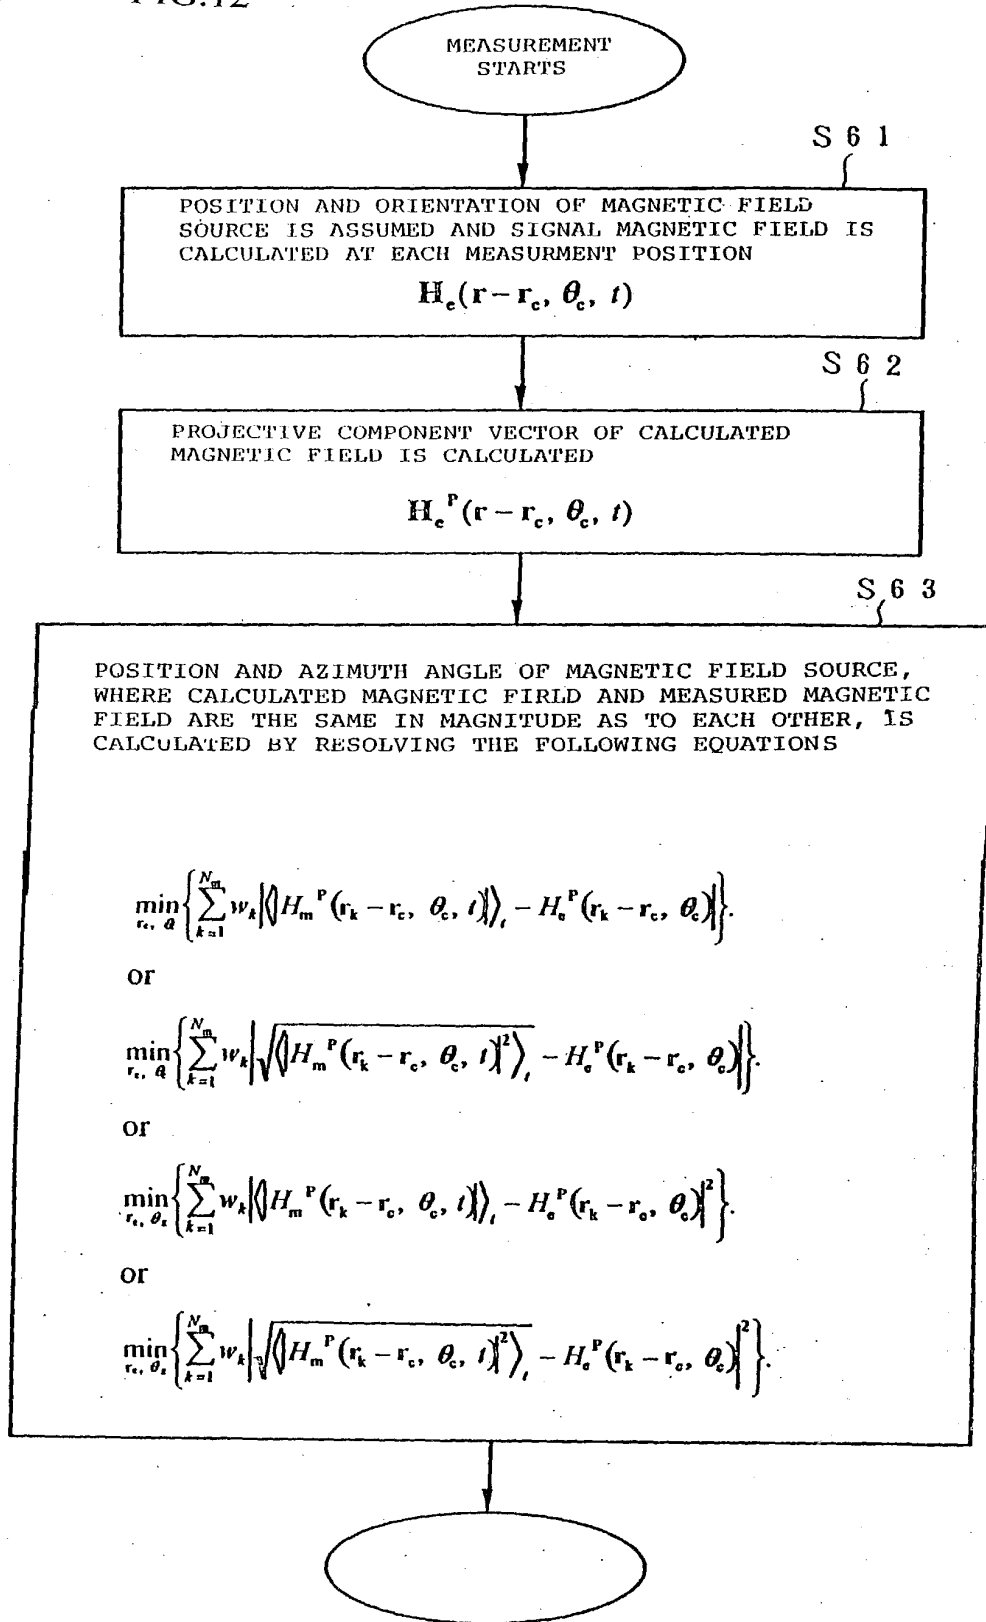 FIG.12
MEASUREMENT
STARTS
S 6 1
POSITION AND ORIENTATION OF MAGNETIC FIELD
SOURCE IS ASSUMED AND SIGNAL MAGNETIC FIELD IS
CALCULATED AT EACH MEASURMENT POSITION
H_c(r − r_c, θ_c, t)
S 6 2
PROJECTIVE COMPONENT VECTOR OF CALCULATED
MAGNETIC FIELD IS CALCULATED
H_c^P(r − r_c, θ_c, t)
S 6 3
POSITION AND AZIMUTH ANGLE OF MAGNETIC FIELD SOURCE,
WHERE CALCULATED MAGNETIC FIRLD AND MEASURED MAGNETIC
FIELD ARE THE SAME IN MAGNITUDE AS TO EACH OTHER, IS
CALCULATED BY RESOLVING THE FOLLOWING EQUATIONS
min_{r_c, θ_c} { ∑_{k=1}^{N_m} w_k | ⟨|H_m^P(r_k − r_c, θ_c, t)|⟩_t − H_c^P(r_k − r_c, θ_c) | }.
or
min_{r_c, θ_c} { ∑_{k=1}^{N_m} w_k | √⟨|H_m^P(r_k − r_c, θ_c, t)|^2⟩_t − H_c^P(r_k − r_c, θ_c) | }.
or
min_{r_c, θ_c} { ∑_{k=1}^{N_m} w_k | ⟨|H_m^P(r_k − r_c, θ_c, t)|⟩_t − H_c^P(r_k − r_c, θ_c) |^2 }.
or
min_{r_c, θ_c} { ∑_{k=1}^{N_m} w_k | √⟨|H_m^P(r_k − r_c, θ_c, t)|^2⟩_t − H_c^P(r_k − r_c, θ_c) |^2 }.